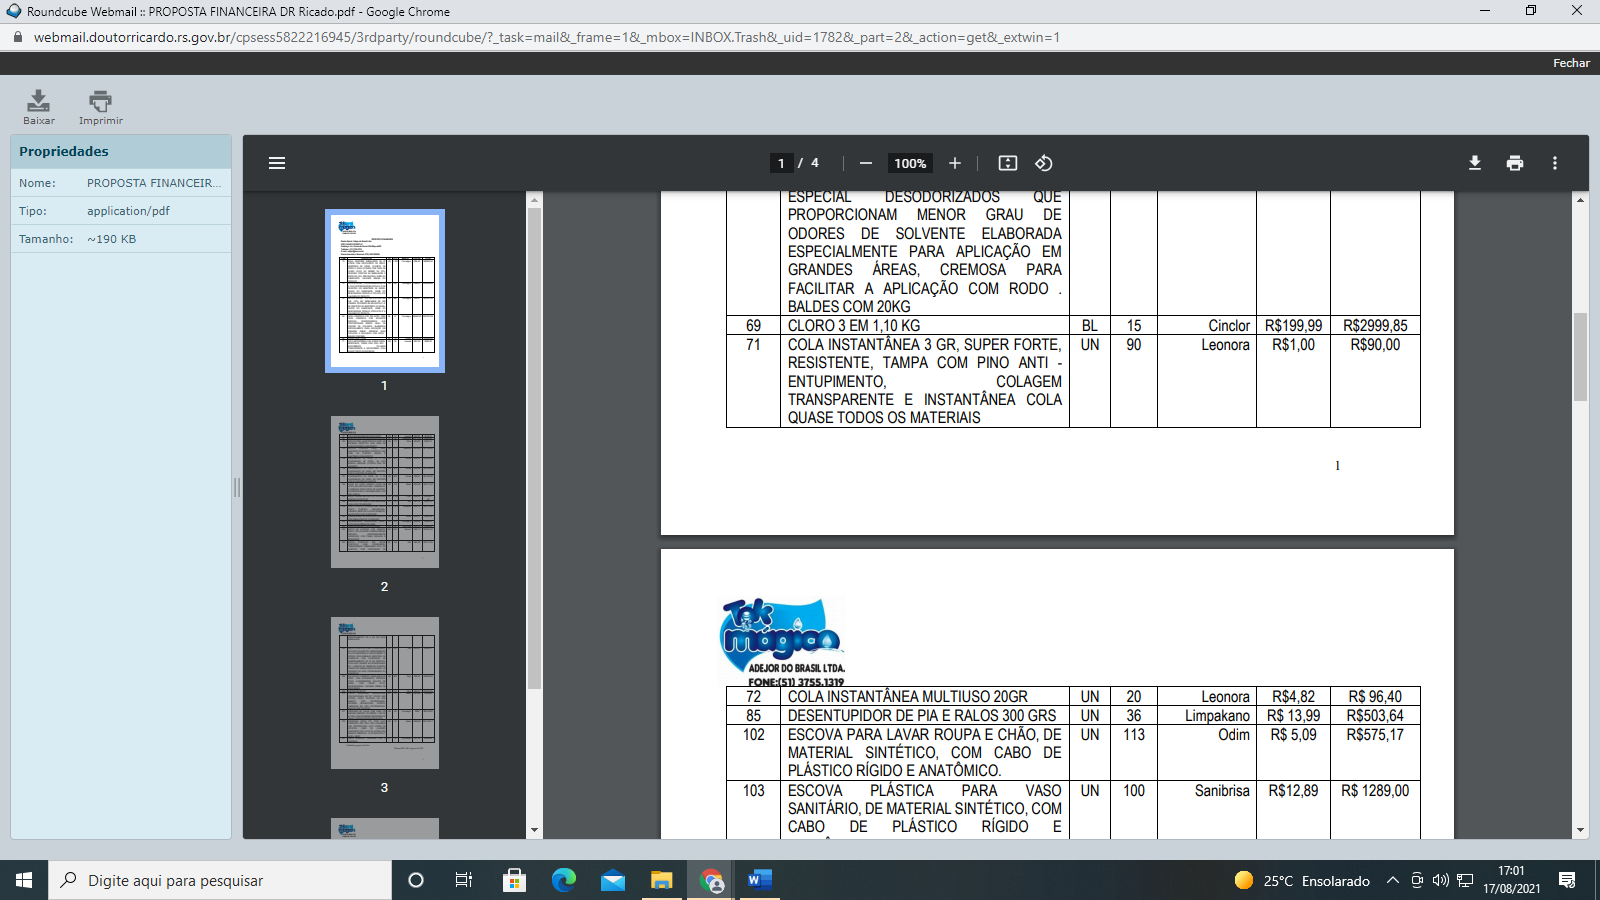 Roundcube Webmail :: PROPOSTA FINANCEIRA DR Ricado.pdf - Google Chrome
webmail.doutorricardo.rs.gov.br/cpsess5822216945/3rdparty/roundcube/?_task=mail&_frame=1&_mbox=INBOX.Trash&_uid=1782&_part=2&_action=get&_extwin=1
Fechar
Baixar Imprimir
Propriedades
Nome: PROPOSTA FINANCEIR...
Tipo: application/pdf
Tamanho: ~190 KB
1 / 4 100%
1
2
3
ESPECIAL DESODORIZADOS QUE
PROPORCIONAM MENOR GRAU DE
ODORES DE SOLVENTE ELABORADA
ESPECIALMENTE PARA APLICAÇÃO EM
GRANDES ÁREAS, CREMOSA PARA
FACILITAR A APLICAÇÃO COM RODO .
BALDES COM 20KG
69 CLORO 3 EM 1,10 KG BL 15 Cinclor R$199,99 R$2999,85
71 COLA INSTANTÂNEA 3 GR, SUPER FORTE, UN 90 Leonora R$1,00 R$90,00
RESISTENTE, TAMPA COM PINO ANTI -
ENTUPIMENTO, COLAGEM
TRANSPARENTE E INSTANTÂNEA COLA
QUASE TODOS OS MATERIAIS
1
Tok
mágico
ADEJOR DO BRASIL LTDA.
FONE:(51) 3755.1319
72 COLA INSTANTÂNEA MULTIUSO 20GR UN 20 Leonora R$4,82 R$ 96,40
85 DESENTUPIDOR DE PIA E RALOS 300 GRS UN 36 Limpakano R$ 13,99 R$503,64
102 ESCOVA PARA LAVAR ROUPA E CHÃO, DE UN 113 Odim R$ 5,09 R$575,17
MATERIAL SINTÉTICO, COM CABO DE
PLÁSTICO RÍGIDO E ANATÔMICO.
103 ESCOVA PLÁSTICA PARA VASO UN 100 Sanibrisa R$12,89 R$ 1289,00
SANITÁRIO, DE MATERIAL SINTÉTICO, COM
CABO DE PLÁSTICO RÍGIDO E
Digite aqui para pesquisar
25°C Ensolarado
17:01
17/08/2021